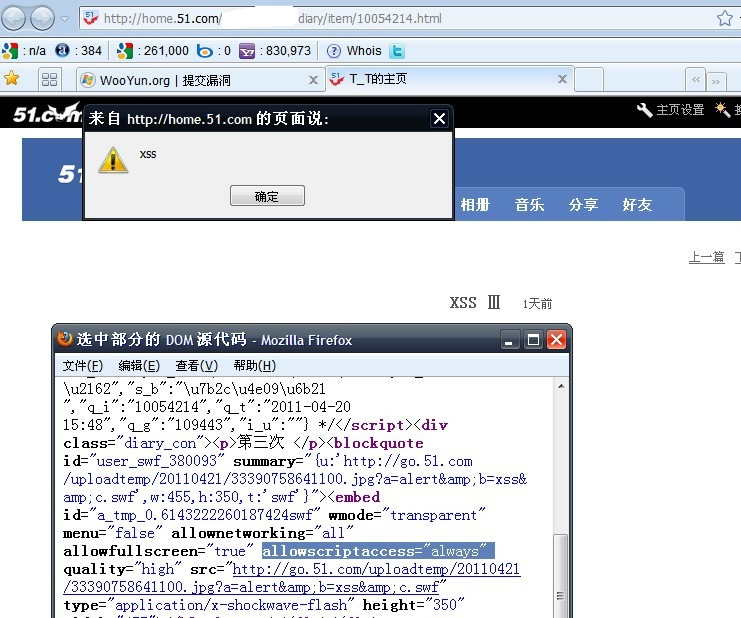 http://home.51.com/ diary/item/10054214.html
: n/a : 384 : 261,000 : 0 : 830,973 Whois
WooYun.org | 提交漏洞
T_T的主页
51.com
主页设置
来自 http://home.51.com 的页面说:
xss
确定
51
相册 音乐 分享 好友
上一篇
XSS Ⅲ 1天前
选中部分的 DOM 源代码 - Mozilla Firefox
文件(F) 编辑(E) 查看(V) 帮助(H)
\u2162","s_b":"\u7b2c\u4e09\u6b21
","q_i":"10054214","q_t":"2011-04-20
15:48","q_g":"109443","i_u":""} */</script><div
class="diary_con"><p>第三次 </p><blockquote
id="user_swf_380093" summary="{u:'http://go.51.com
/uploadtemp/20110421/33390758641100.jpg?a=alert&amp;b=xss&
amp;c.swf',w:455,h:350,t:'swf'}"><embed
id="a_tmp_0.6143222260187424swf" wmode="transparent"
menu="false" allownetworking="all"
allowfullscreen="true" allowscriptaccess="always"
quality="high" src="http://go.51.com/uploadtemp/20110421
/33390758641100.jpg?a=alert&amp;b=xss&amp;c.swf"
type="application/x-shockwave-flash" height="350"